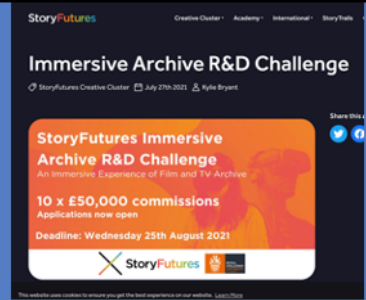 StoryFutures
Creative Cluster Academy International StoryTrails
Immersive Archive R&D Challenge
StoryFutures Creative Cluster July 27th 2021 Kylie Bryant
Share this a
StoryFutures Immersive
Archive R&D Challenge
An Immersive Experience of Film and TV Archive
10 x £50,000 commissions
Applications now open
Deadline: Wednesday 25th August 2021
StoryFutures
This website uses cookies to ensure you get the best experience on our website. Learn More